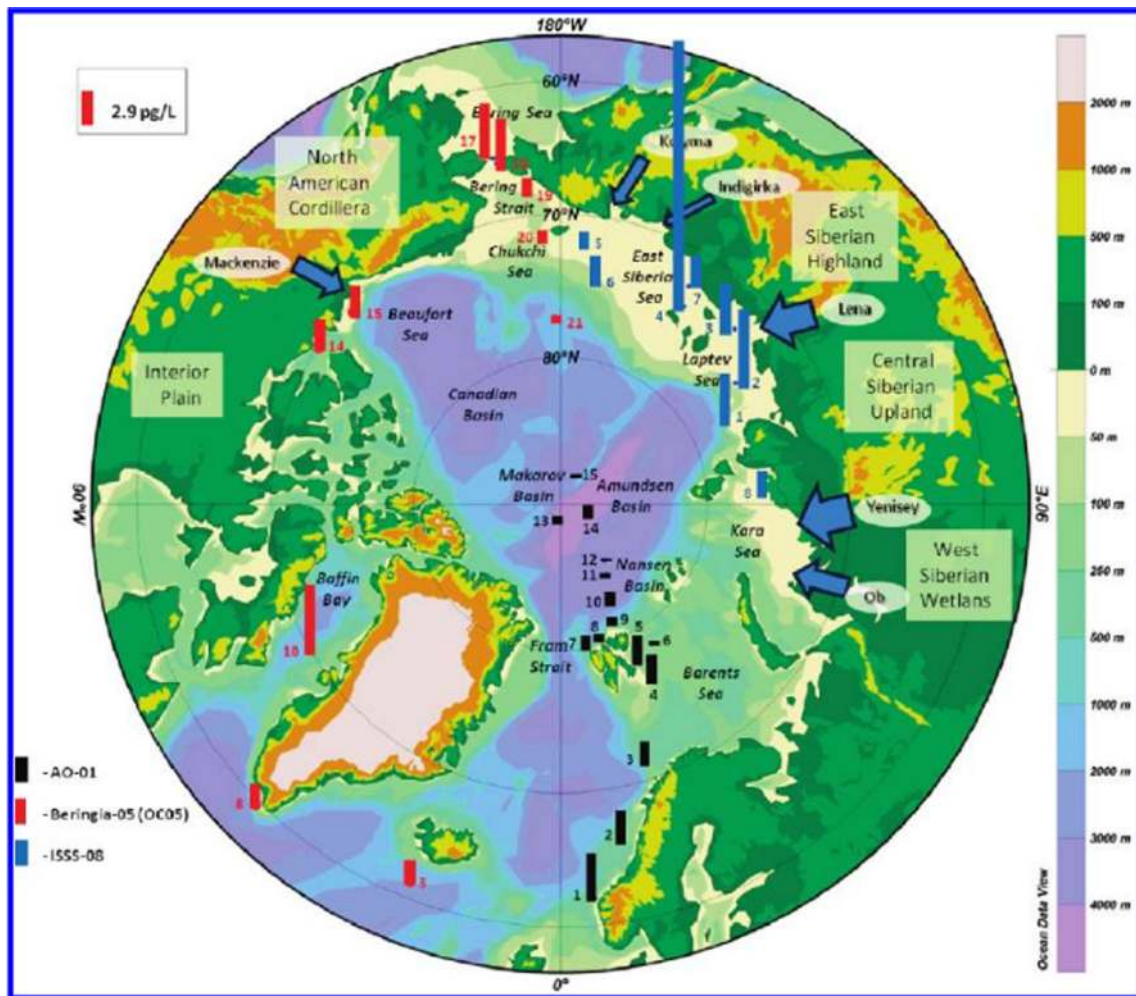 180°W
60°N
2.9 pg/L
Bering Sea
17
North
American
Cordillera
Kolyma
Indigirka
Bering
Strait
19
70°N
East
Siberian
Highland
20
5
Chukchi
Sea
East
Siberia
Sea
6
7
Mackenzie
4
3
Lena
15
Beaufort
Sea
21
14
80°N
Laptev
Sea
2
Interior
Plain
Central
Siberian
Upland
Canadian
Basin
1
Makarov
Basin
15
Amundsen
Basin
8
90°W
Yenisey
90°E
13
14
Kara
Sea
12
11
Nansen
Basin
West
Siberian
Wetlans
Baffin
Bay
10
Ob
9
8
5
6
7
Fram
Strait
10
4
Barents
Sea
3
-AO-01
8
-Beringia-05 (OC05)
2
-ISSS-08
3
1
0°
2000 m
1000 m
500 m
100 m
0 m
50 m
100 m
250 m
500 m
1000 m
2000 m
3000 m
4000 m
Ocean Data View